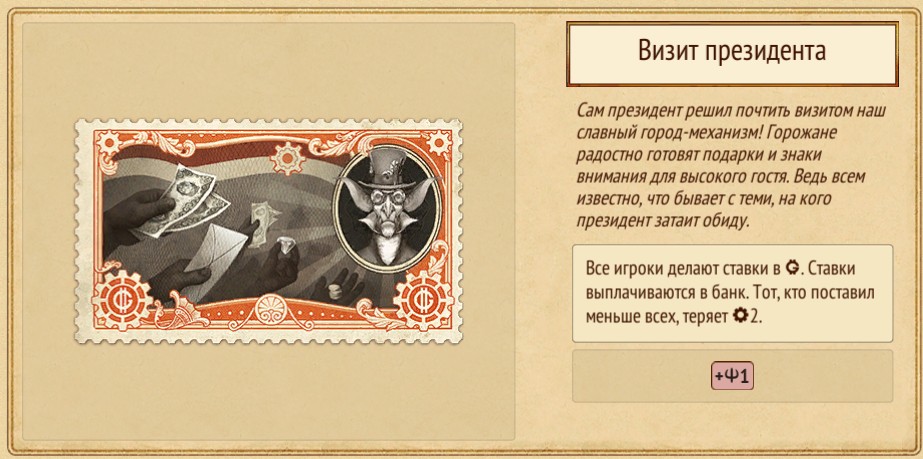 Визит президента
Сам президент решил почтить визитом наш
славный город-механизм! Горожане
радостно готовят подарки и знаки
внимания для высокого гостя. Ведь всем
известно, что бывает с теми, на кого
президент затаит обиду.
Все игроки делают ставки в . Ставки
выплачиваются в банк. Тот, кто поставил
меньше всех, теряет 2.
+Ψ1